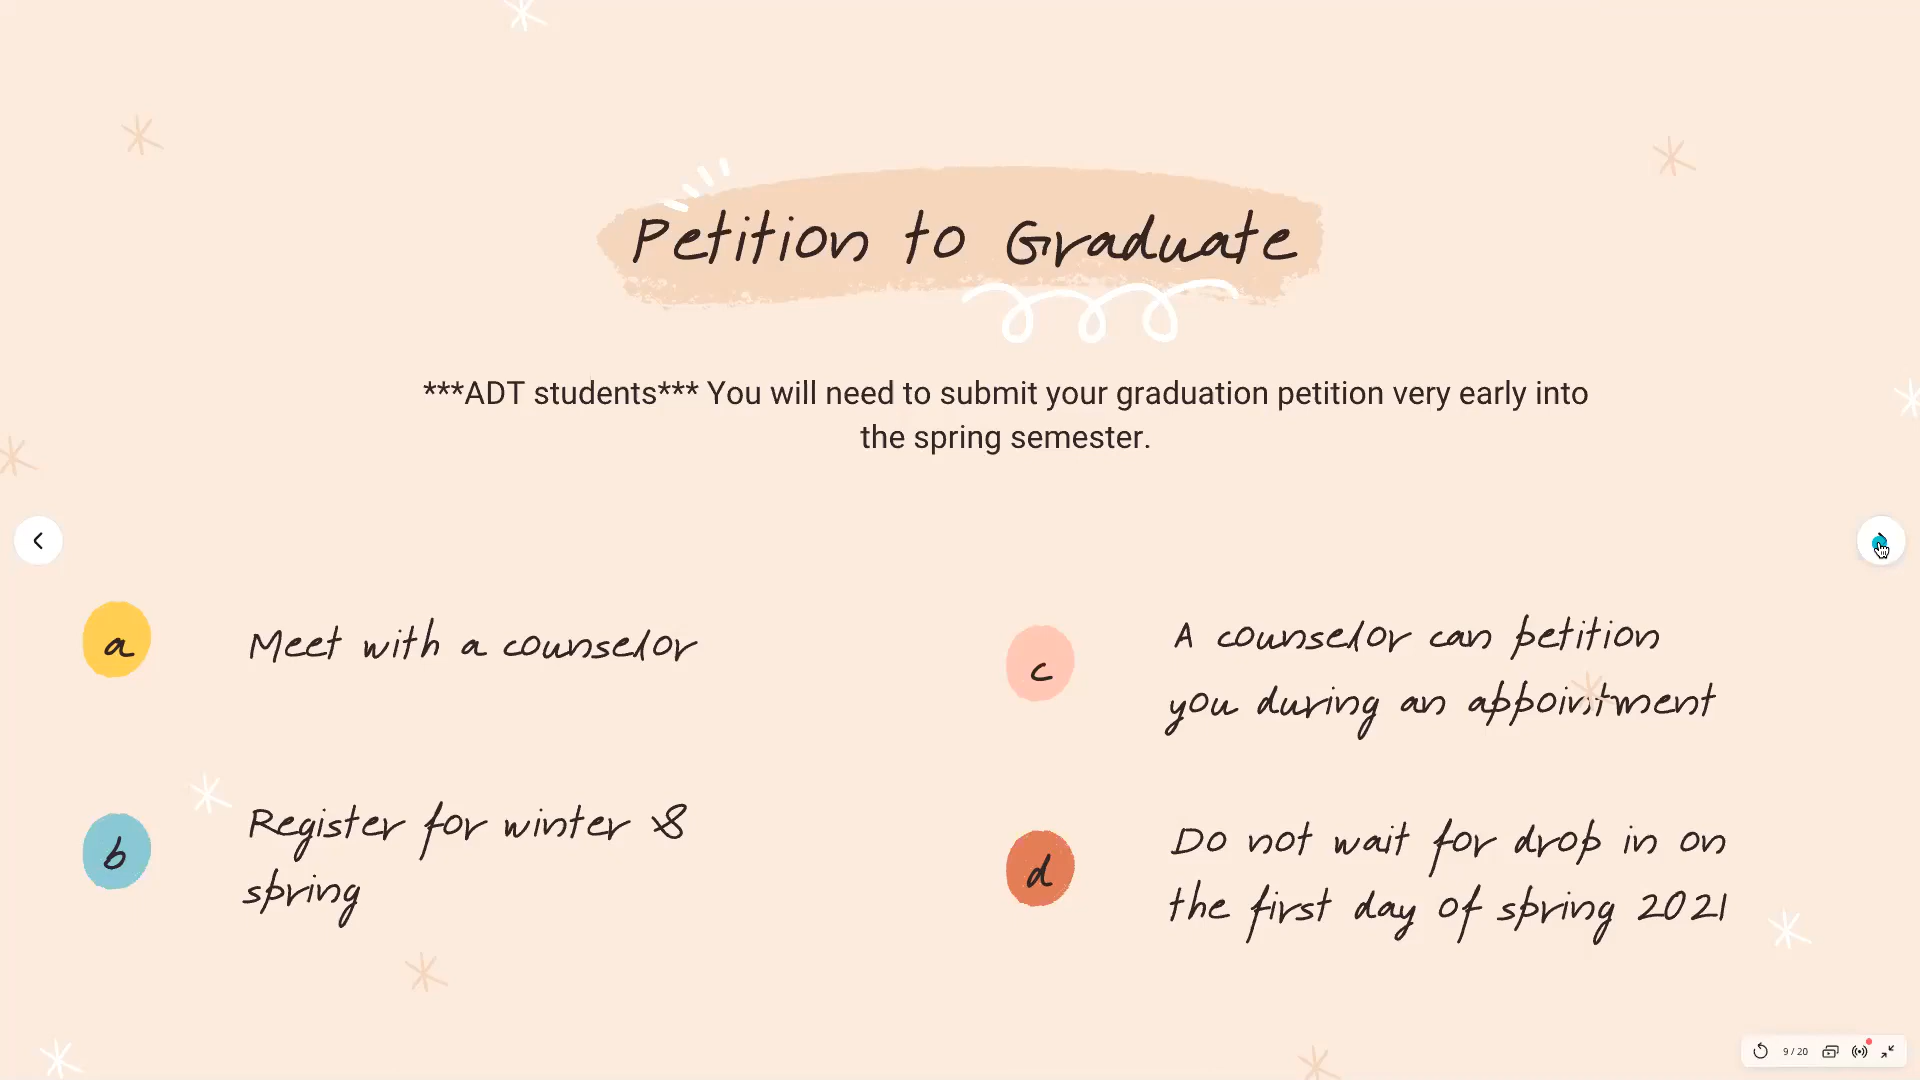 Petition to Graduate
***ADT students*** You will need to submit your graduation petition very early into
the spring semester.
a
Meet with a counselor
b
Register for winter &
spring
c
A counselor can petition
you during an appointment
d
Do not wait for drop in on
the first day of spring 2021
9 / 20